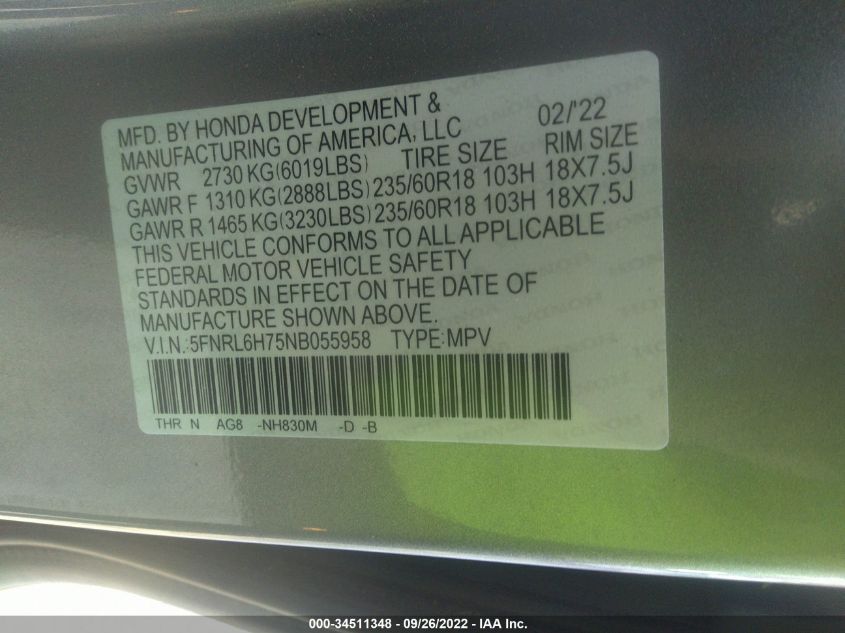 MFD. BY HONDA DEVELOPMENT &
MANUFACTURING OF AMERICA, LLC 02/'22
GVWR 2730 KG(6019LBS) TIRE SIZE RIM SIZE
GAWR F 1310 KG(2888LBS) 235/60R18 103H 18X7.5J
GAWR R 1465 KG(3230LBS) 235/60R18 103H 18X7.5J
THIS VEHICLE CONFORMS TO ALL APPLICABLE
FEDERAL MOTOR VEHICLE SAFETY
STANDARDS IN EFFECT ON THE DATE OF
MANUFACTURE SHOWN ABOVE.
V.I.N.:5FNRL6H75NB055958 TYPE:MPV
THR N AG8 -NH830M -D -B
000-34511348 - 09/26/2022 - IAA Inc.